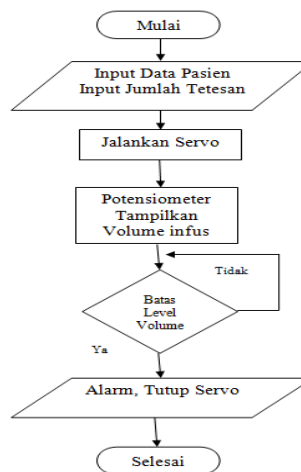 Mulai
Input Data Pasien
Input Jumlah Tetesan
Jalankan Servo
Potensiometer
Tampilkan
Volume infus
Tidak
Batas
Level
Volume
Ya
Alarm, Tutup Servo
Selesai